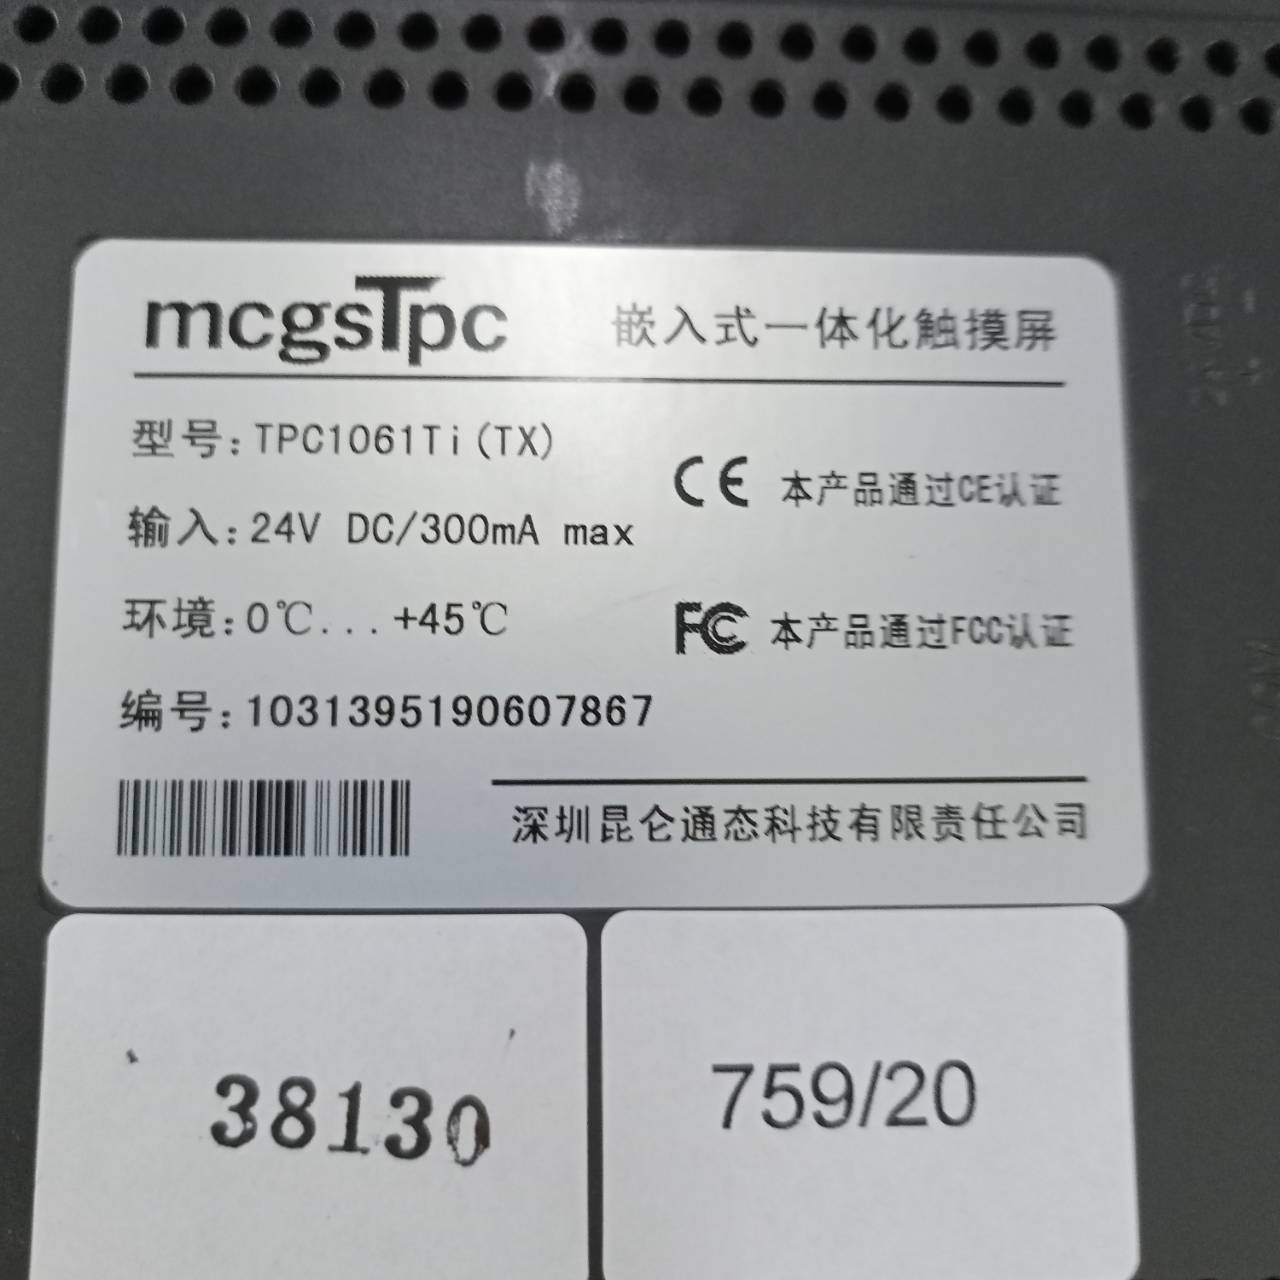 mcgsTpc 嵌入式一体化触摸屏
型号:TPC1061Ti(TX)
输入:24V DC/300mA max
CE 本产品通过CE认证
环境:0℃...+45℃
FC 本产品通过FCC认证
编号:1031395190607867
深圳昆仑通态科技有限责任公司
38130
759/20